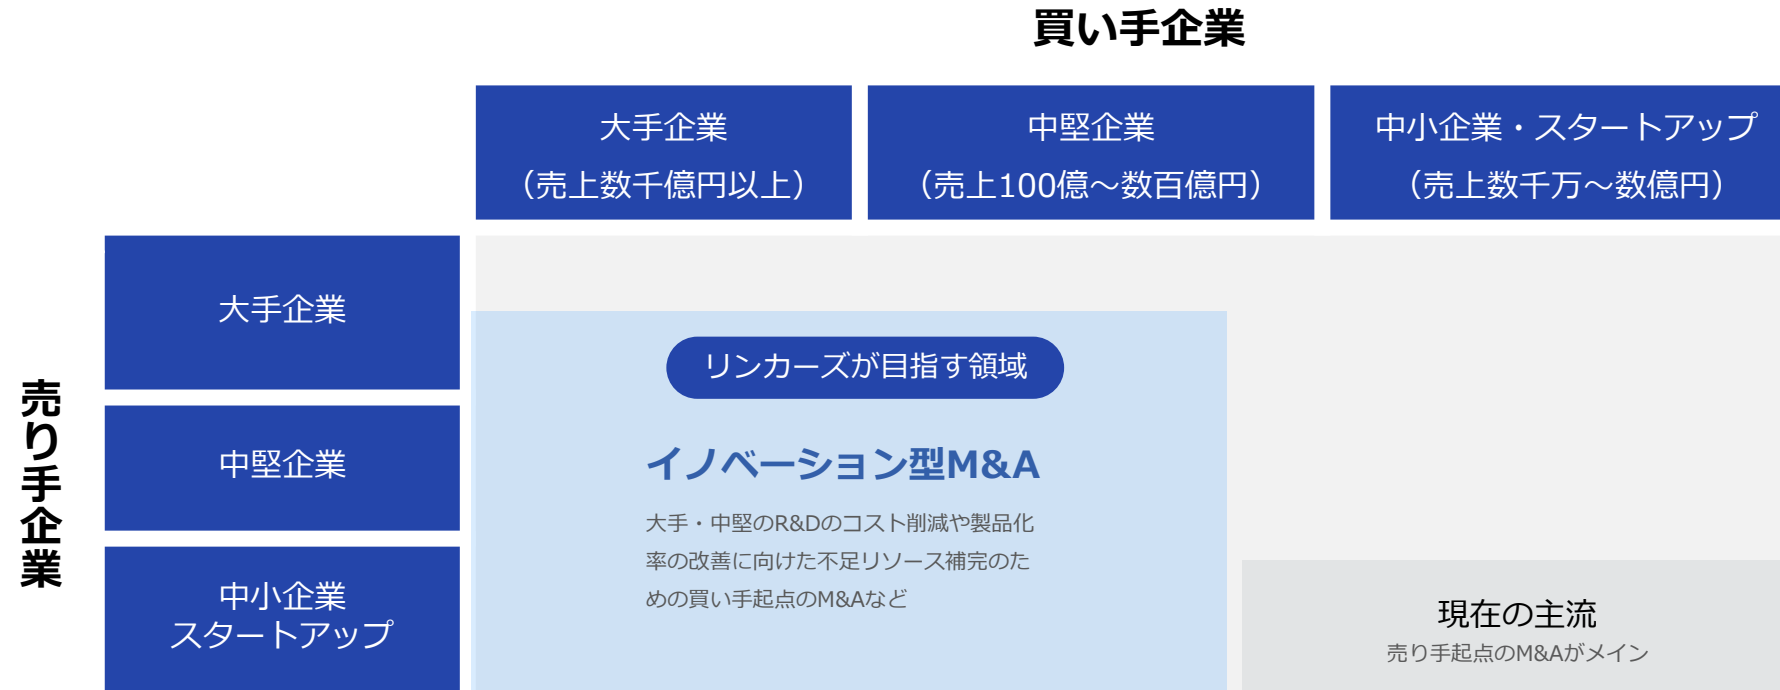 買い手企業
大手企業
（売上数千億円以上）
中堅企業
（売上100億～数百億円）
中小企業・スタートアップ
（売上数千万～数億円）
売り手企業
大手企業
中堅企業
中小企業
スタートアップ
リンカーズが目指す領域
イノベーション型M&A
大手・中堅のR&Dのコスト削減や製品化
率の改善に向けた不足リソース補完のた
めの買い手起点のM&Aなど
現在の主流
売り手起点のM&Aがメイン